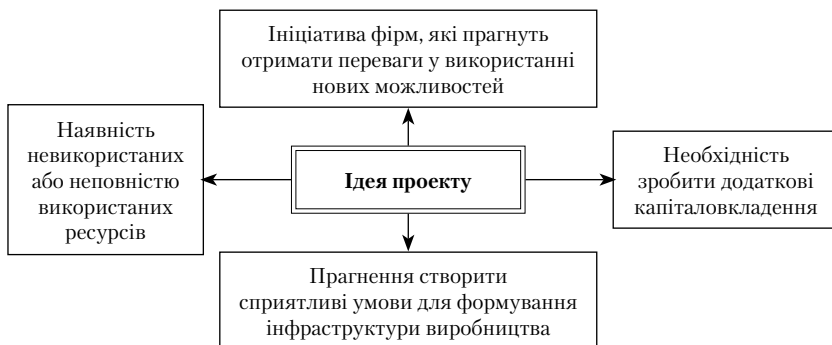 Ініціатива фірм, які прагнуть
отримати переваги у використанні
нових можливостей
Наявність
невикористаних
або неповністю
використаних
ресурсів
Ідея проекту
Необхідність
зробити додаткові
капіталовкладення
Прагнення створити
сприятливі умови для формування
інфраструктури виробництва